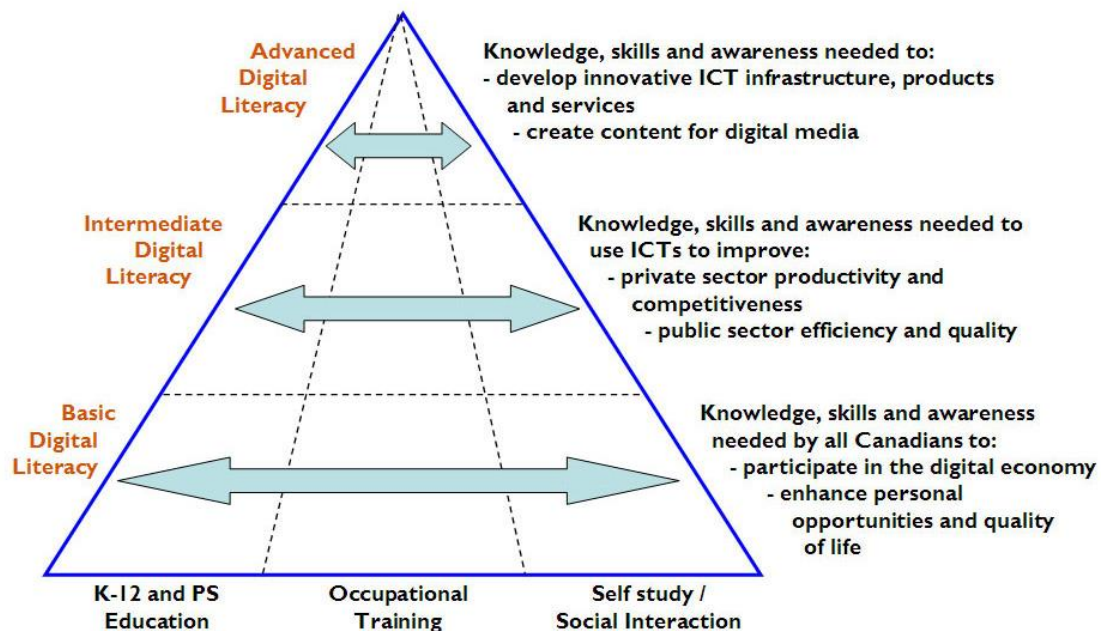 Advanced
Digital
Literacy
Knowledge, skills and awareness needed to:
- develop innovative ICT infrastructure, products
and services
- create content for digital media
Intermediate
Digital
Literacy
Knowledge, skills and awareness needed to
use ICTs to improve:
- private sector productivity and
competitiveness
- public sector efficiency and quality
Basic
Digital
Literacy
Knowledge, skills and awareness
needed by all Canadians to:
- participate in the digital economy
- enhance personal
opportunities and quality
of life
K-12 and PS
Education
Occupational
Training
Self study /
Social Interaction